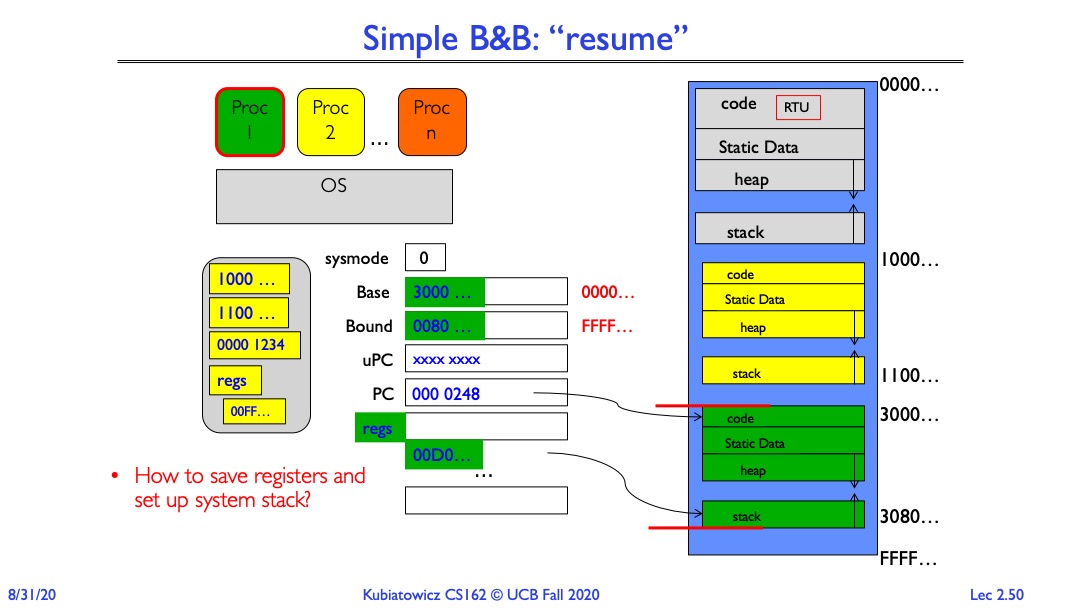 Simple B&B: “resume”
Proc
1
Proc
2
…
Proc
n
OS
sysmode
0
Base
3000 …
0000…
Bound
0080 …
FFFF…
uPC
xxxx xxxx
PC
000 0248
regs
00D0…
…
1000 …
1100 …
0000 1234
regs
00FF…
• How to save registers and
set up system stack?
code
RTU
Static Data
heap
stack
code
Static Data
heap
stack
code
Static Data
heap
stack
0000…
1000…
1100…
3000…
3080…
FFFF…
8/31/20
Kubiatowicz CS162 © UCB Fall 2020
Lec 2.50